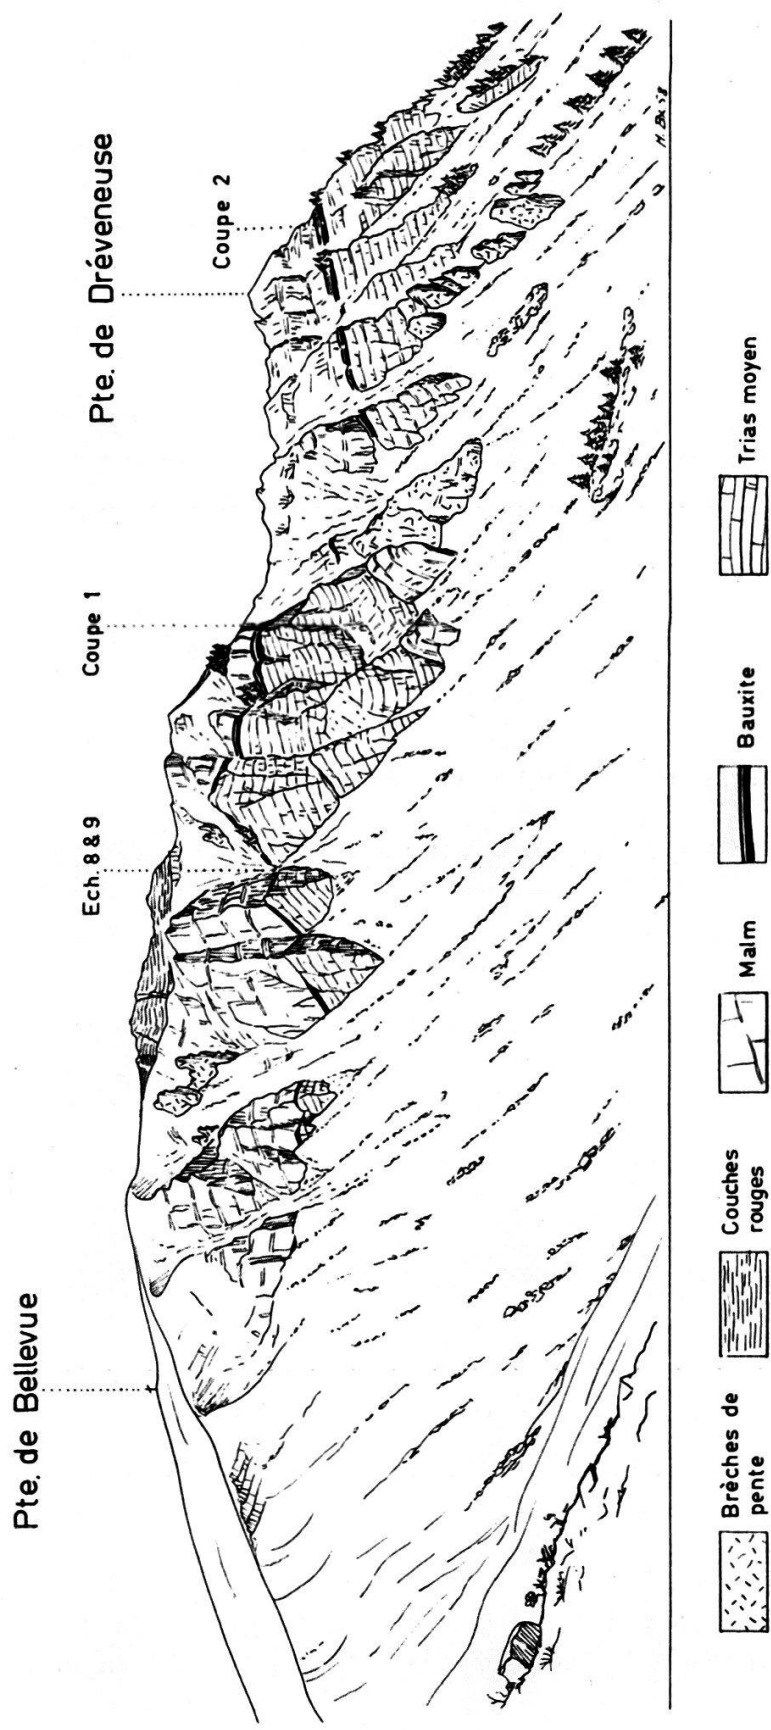 Pte. de Bellevue
Ech. 8 & 9
Coupe 1
Pte. de Dréveneuse
Coupe 2
Brèches de
pente
Couches
rouges
Malm
Bauxite
Trias moyen